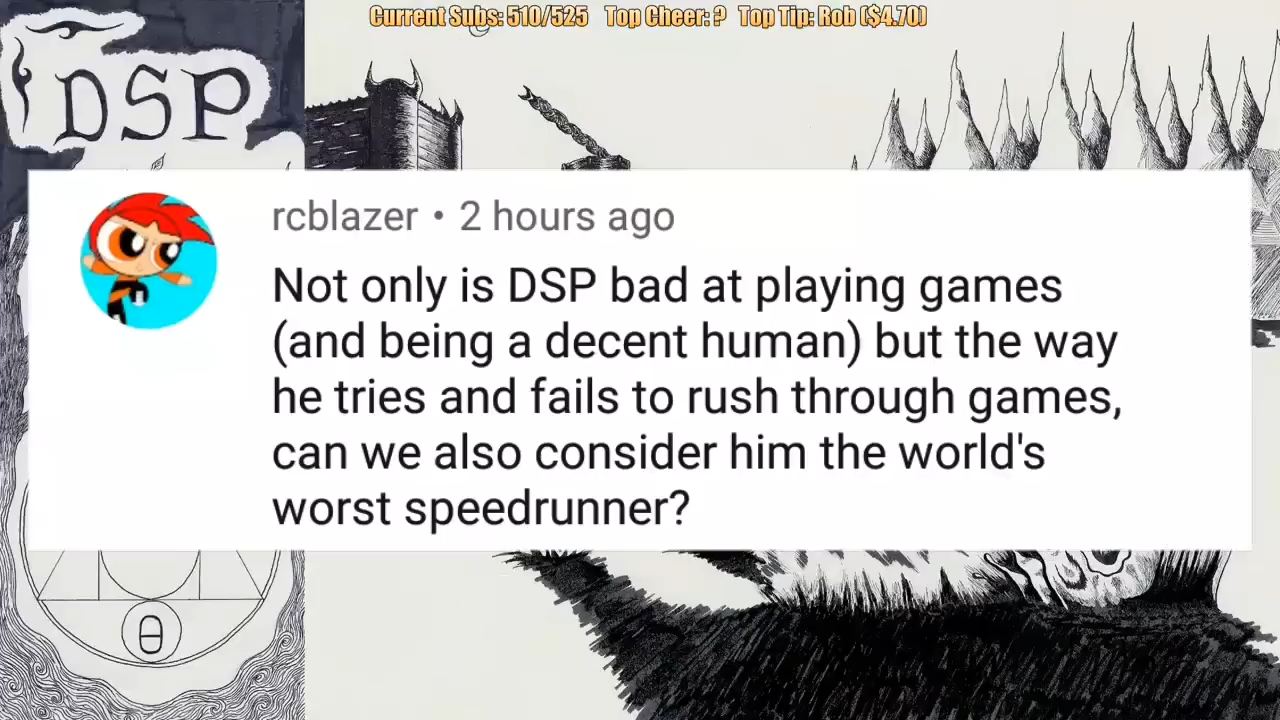 Current Subs: 510/525 Top Cheer: ? Top Tip: Rob ($4.70)
DSP
rcblazer • 2 hours ago
Not only is DSP bad at playing games
(and being a decent human) but the way
he tries and fails to rush through games,
can we also consider him the world's
worst speedrunner?